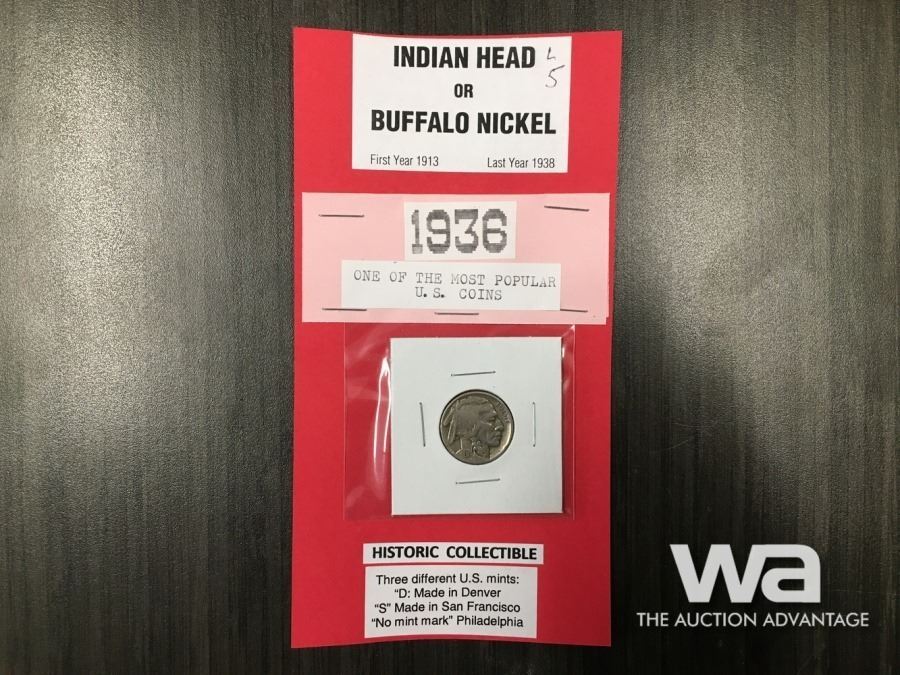 INDIAN HEAD
L
5
OR
BUFFALO NICKEL
First Year 1913 Last Year 1938
1936
ONE OF THE MOST POPULAR
U.S. COINS
HISTORIC COLLECTIBLE
Three different U.S. mints:
"D: Made in Denver
"S" Made in San Francisco
"No mint mark" Philadelphia
wa
THE AUCTION ADVANTAGE